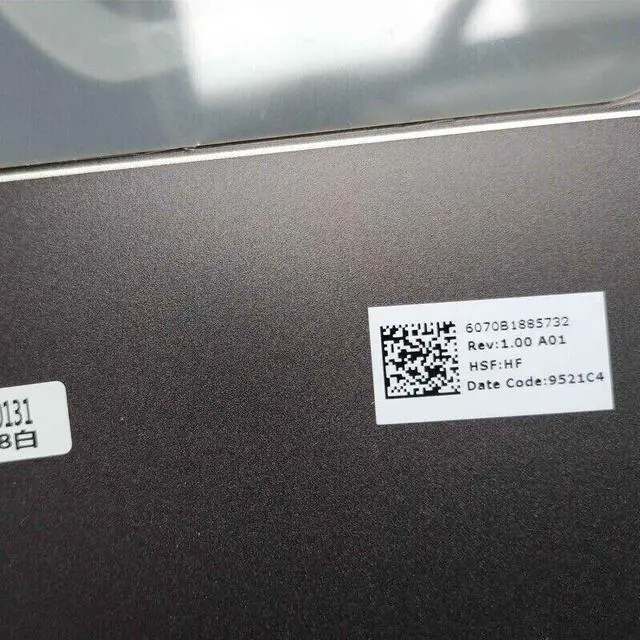 6070B1885732
Rev:1.00 A01
HSF:HF
Date Code:9521C4
0131
8白